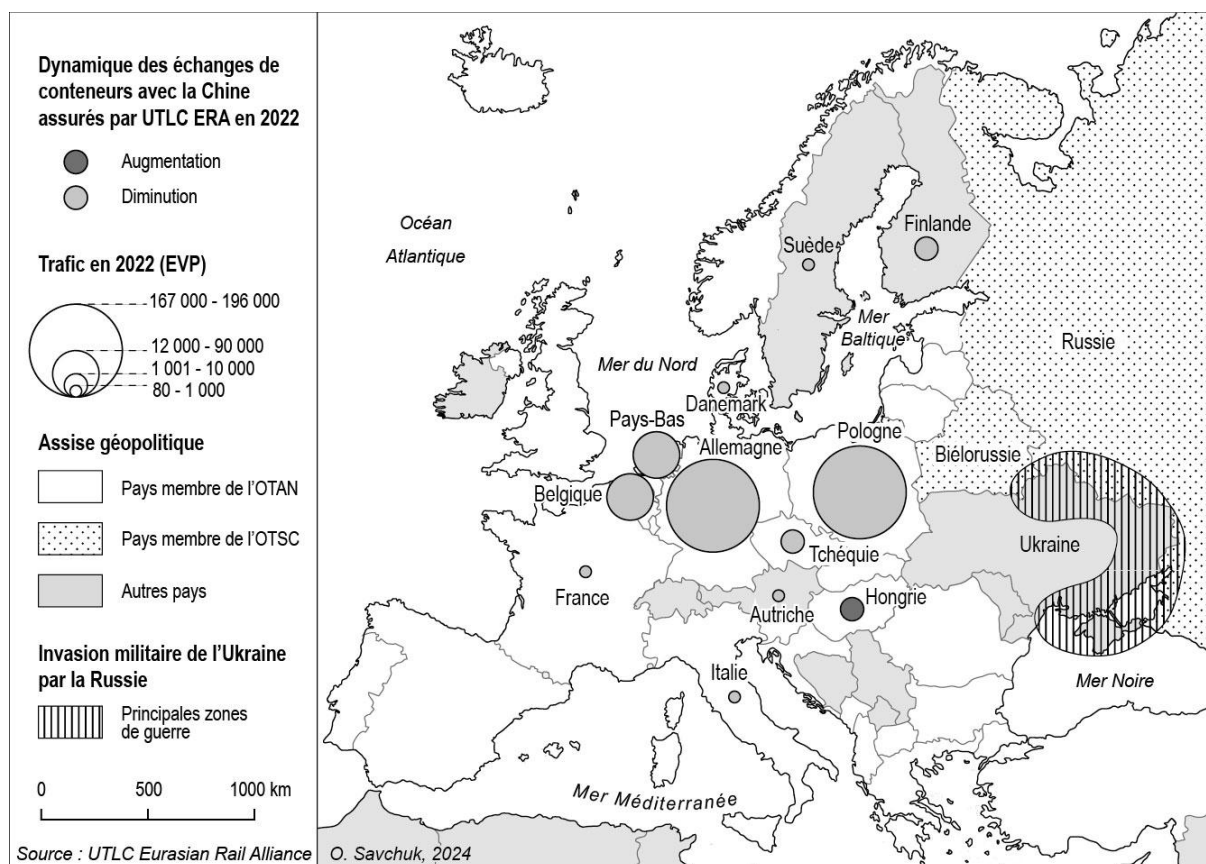 Dynamique des échanges de
conteneurs avec la Chine
assurés par UTLC ERA en 2022
Augmentation
Diminution
Trafic en 2022 (EVP)
167 000 - 196 000
12 000 - 90 000
1 001 - 10 000
80 - 1 000
Assise géopolitique
Pays membre de l'OTAN
Pays membre de l'OTSC
Autres pays
Invasion militaire de l'Ukraine
par la Russie
Principales zones
de guerre
0 500 1000 km
Source : UTLC Eurasian Rail Alliance
O. Savchuk, 2024
Océan
Atlantique
Suède
Finlande
Mer
Baltique
Russie
Mer du Nord
Danemark
Pays-Bas
Allemagne
Pologne
Biélorussie
Belgique
Ukraine
Tchéquie
France
Autriche
Hongrie
Italie
Mer Noire
Mer Méditerranée